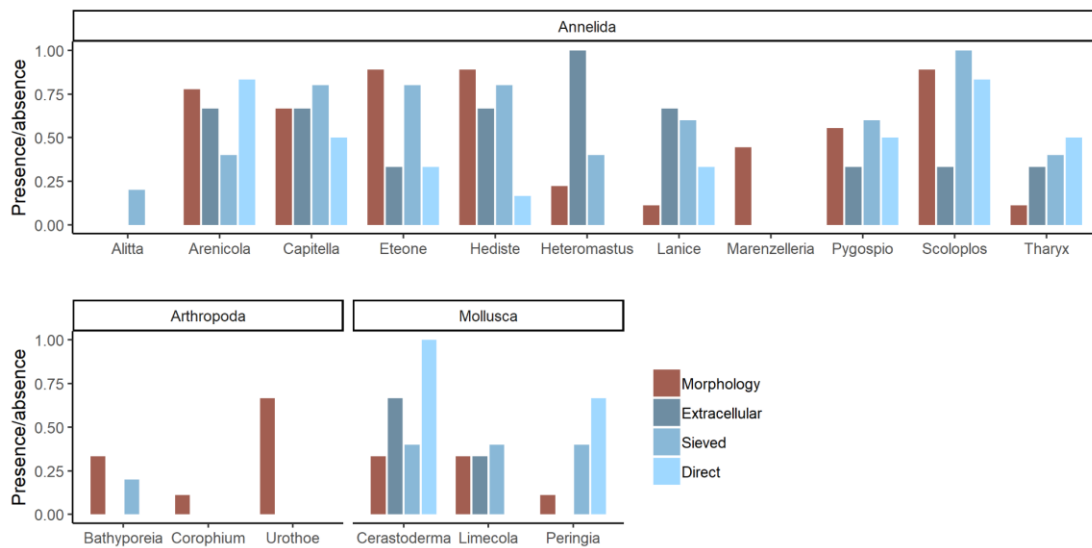 Annelida
1.00
0.75
0.50
0.25
0.00
Presence/absence
Alitta Arenicola Capitella Eteone Hediste Heteromastus Lanice Marenzelleria Pygospio Scoloplos Tharyx
Arthropoda Mollusca
1.00
0.75
0.50
0.25
0.00
Presence/absence
Bathyporeia Corophium Urothoe Cerastoderma Limecola Peringia
Morphology
Extracellular
Sieved
Direct